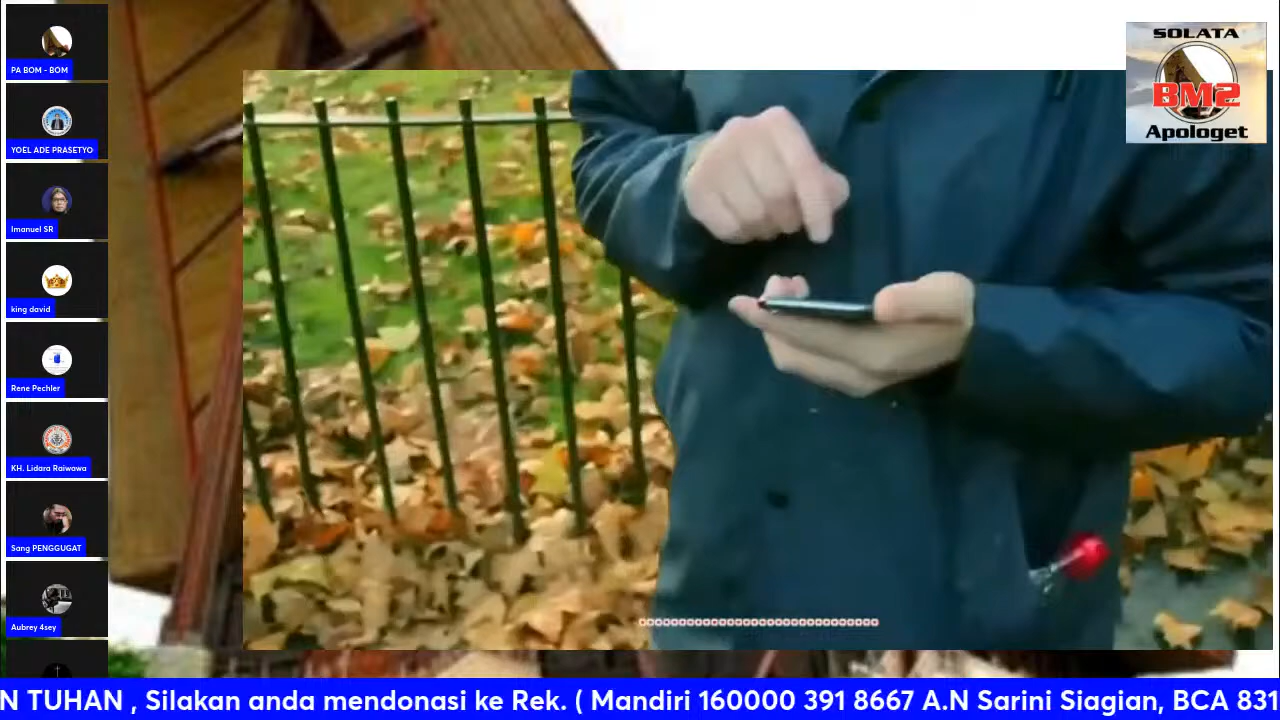 PA BOM - BOM
YOEL ADE PRASETYO
Imanuel SR
king david
Rene Pechler
KH. Lidara Raiwawa
Sang PENGGUGAT
Aubrey 4sey
SOLATA
BM2
Apologet
N TUHAN , Silakan anda mendonasi ke Rek. ( Mandiri 160000 391 8667 A.N Sarini Siagian, BCA 831